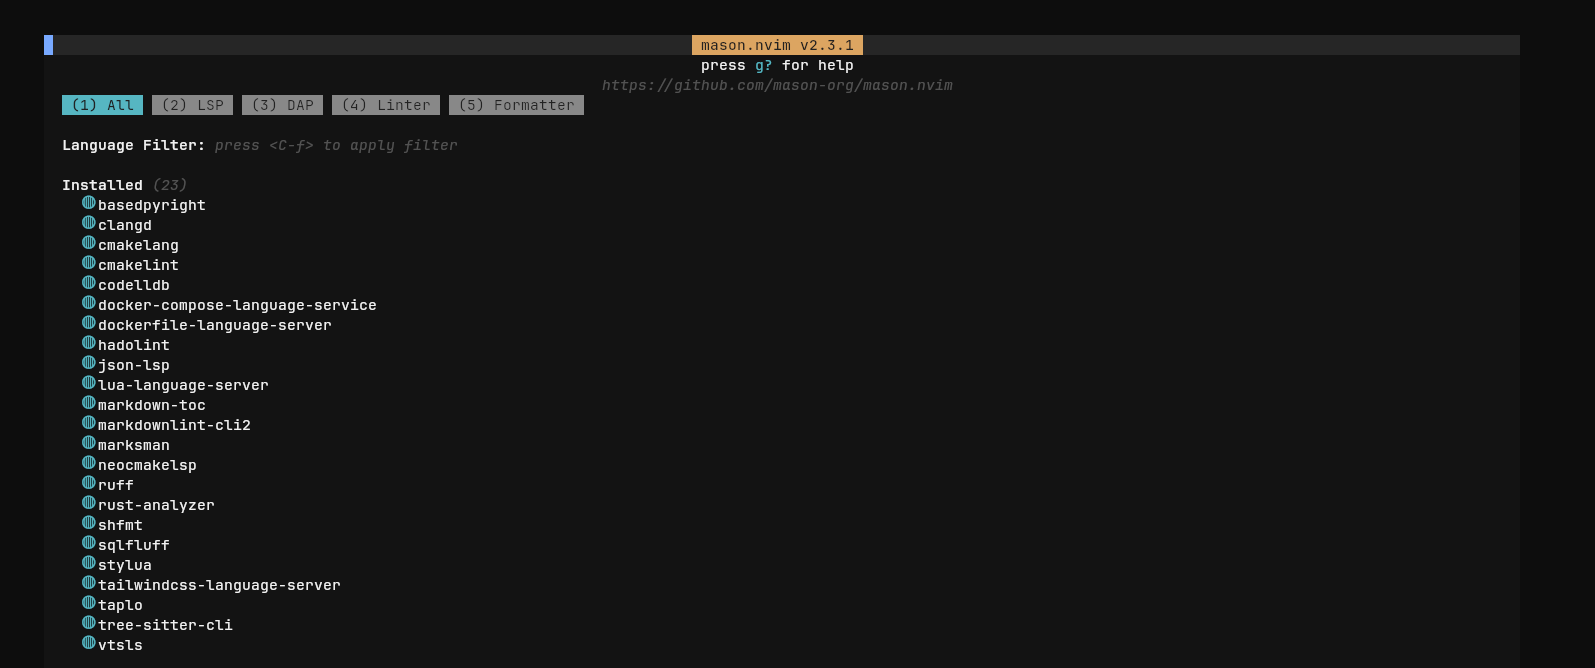 mason.nvim v2.3.1
press g? for help
https://github.com/mason-org/mason.nvim
(1) All (2) LSP (3) DAP (4) Linter (5) Formatter
Language Filter: press <C-f> to apply filter
Installed (23)
basedpyright
clangd
cmakelang
cmakelint
codelldb
docker-compose-language-service
dockerfile-language-server
hadolint
json-lsp
lua-language-server
markdown-toc
markdownlint-cli2
marksman
neocmakelsp
ruff
rust-analyzer
shfmt
sqlfluff
stylua
tailwindcss-language-server
taplo
tree-sitter-cli
vtsls